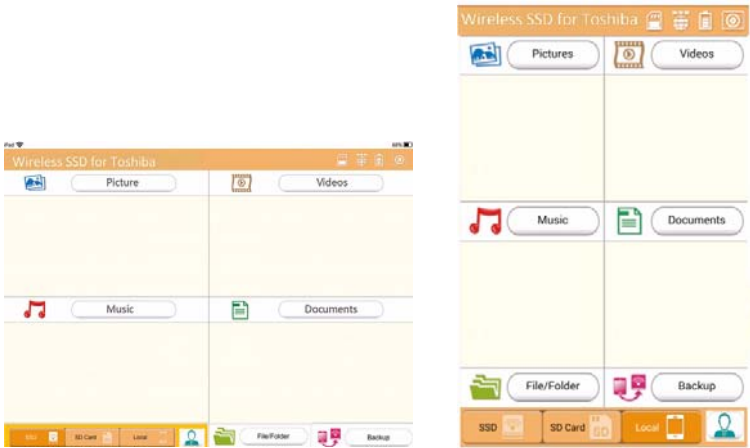 iPad
Wireless SSD for Toshiba
Picture
Videos
Music
Documents
SSD
SD Card
Local
File/Folder
Backup
Wireless SSD for Toshiba
Pictures
Videos
Music
Documents
File/Folder
Backup
SSD
SD Card
SD
Local